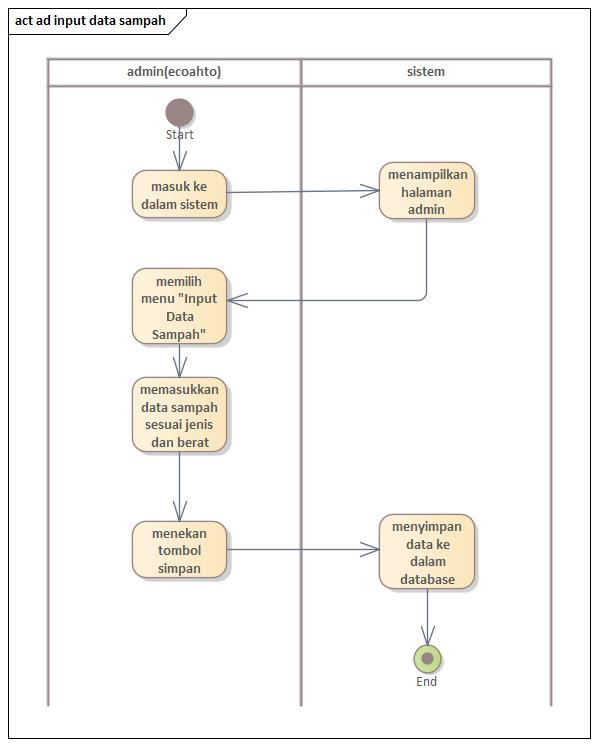 act ad input data sampah
admin(ecoahto)
sistem
Start
masuk ke
dalam sistem
menampilkan
halaman
admin
memilih
menu "Input
Data
Sampah"
memasukkan
data sampah
sesuai jenis
dan berat
menekan
tombol
simpan
menyimpan
data ke
dalam
database
End